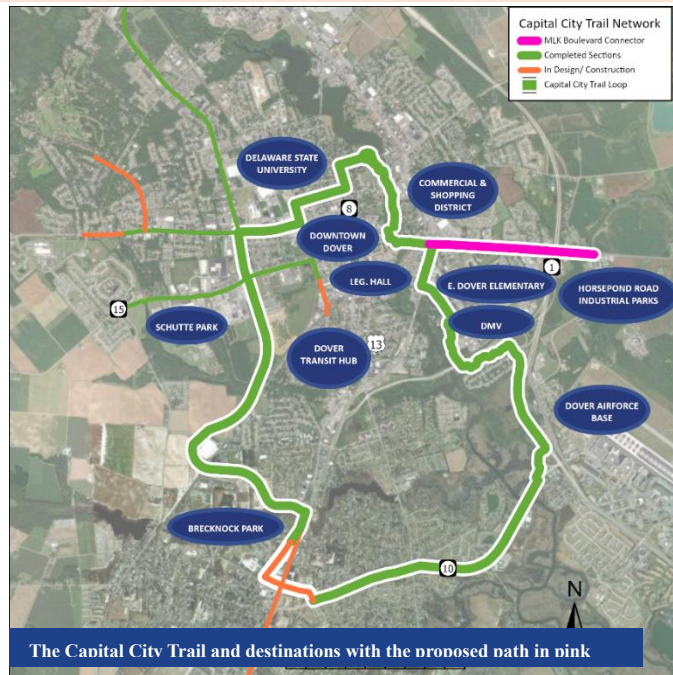 Capital City Trail Network
MLK Boulevard Connector
Completed Sections
In Design/ Construction
Capital City Trail Loop
DELAWARE STATE
UNIVERSITY
COMMERCIAL &
SHOPPING
DISTRICT
8
DOWNTOWN
DOVER
LEG. HALL
1
E. DOVER ELEMENTARY
HORSEPOND ROAD
INDUSTRIAL PARKS
15
SCHUTTE PARK
DMV
13
DOVER
TRANSIT HUB
DOVER AIRFORCE
BASE
BRECKNOCK PARK
10
N
The Capital City Trail and destinations with the proposed path in pink